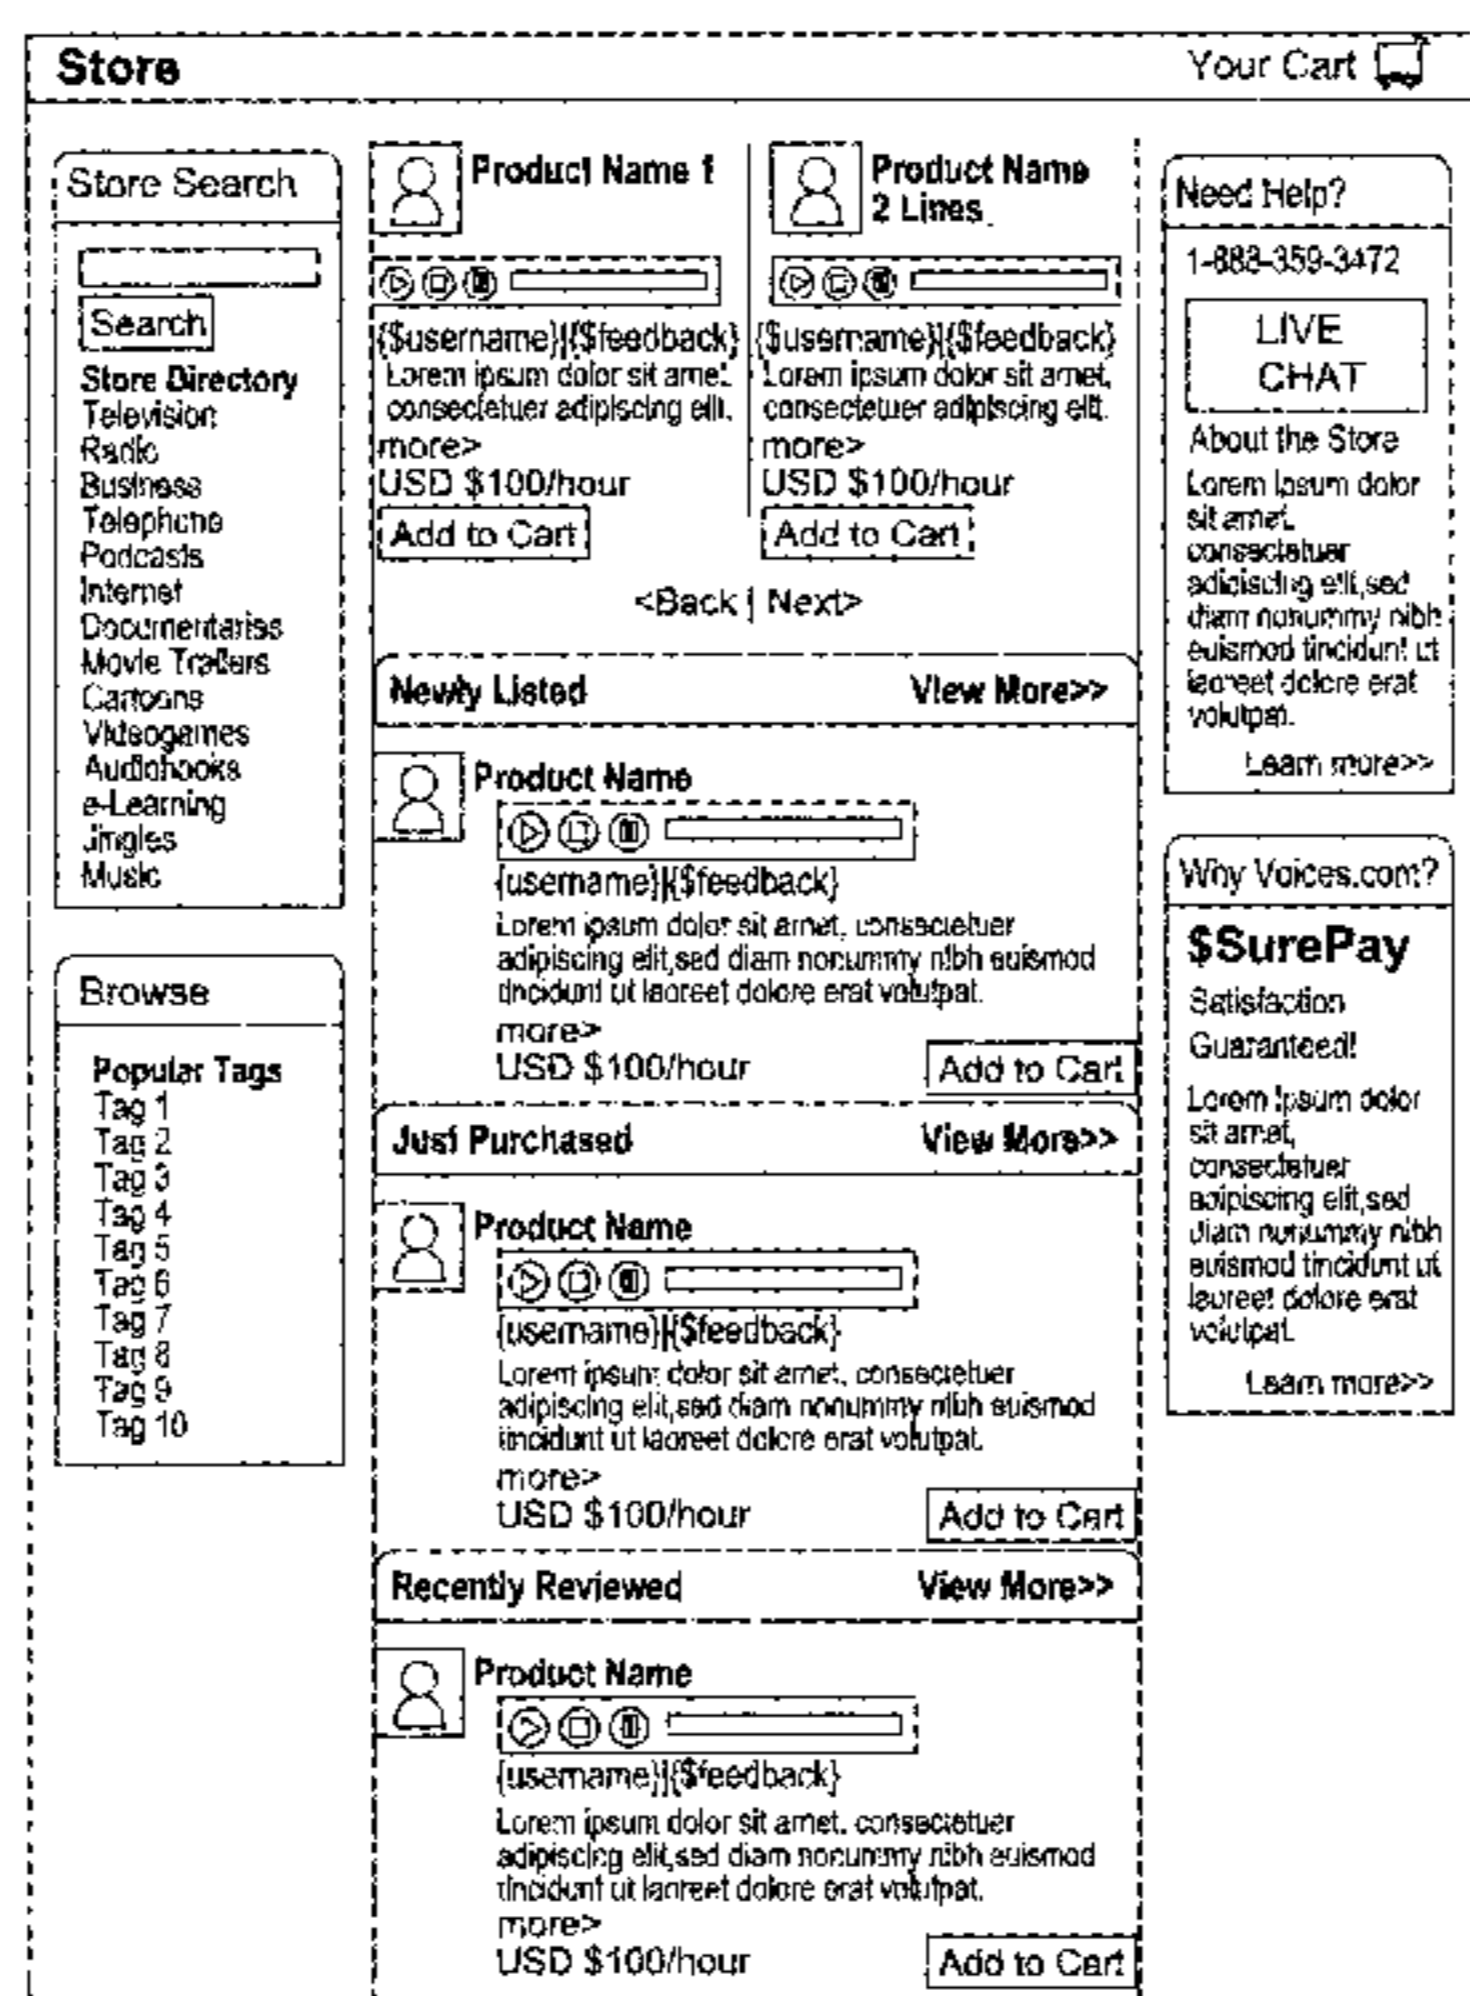 Store
Your Cart
Store Search
Search
Store Directory
Television
Radio
Business
Telephone
Podcasts
Internet
Documentaries
Movie Trailers
Cartoons
Videogames
Audiobooks
e-Learning
Jingles
Music
Browse
Popular Tags
Tag 1
Tag 2
Tag 3
Tag 4
Tag 5
Tag 6
Tag 7
Tag 8
Tag 9
Tag 10
Product Name 1
{$username}|{$feedback}
Lorem ipsum dolor sit amet,
consectetuer adipiscing elit.
more>
USD $100/hour
Add to Cart
Product Name
2 Lines
{$username}|{$feedback}
Lorem ipsum dolor sit amet,
consectetuer adipiscing elit.
more>
USD $100/hour
Add to Cart
<Back | Next>
Newly Listed View More>>
Product Name
{username}|{$feedback}
Lorem ipsum dolor sit amet, consectetuer
adipiscing elit,sed diam nonummy nibh euismod
tincidunt ut laoreet dolore erat volutpat.
more>
USD $100/hour
Add to Cart
Just Purchased View More>>
Product Name
{username}|{$feedback}
Lorem ipsum dolor sit amet, consectetuer
adipiscing elit,sed diam nonummy nibh euismod
tincidunt ut laoreet dolore erat volutpat.
more>
USD $100/hour
Add to Cart
Recently Reviewed View More>>
Product Name
{username}|{$feedback}
Lorem ipsum dolor sit amet, consectetuer
adipiscing elit,sed diam nonummy nibh euismod
tincidunt ut laoreet dolore erat volutpat.
more>
USD $100/hour
Add to Cart
Need Help?
1-888-359-3472
LIVE
CHAT
About the Store
Lorem ipsum dolor
sit amet,
consectetuer
adipiscing elit,sed
diam nonummy nibh
euismod tincidunt ut
laoreet dolore erat
volutpat.
Learn more>>
Why Voices.com?
$SurePay
Satisfaction
Guaranteed!
Lorem ipsum dolor
sit amet,
consectetuer
adipiscing elit,sed
diam nonummy nibh
euismod tincidunt ut
laoreet dolore erat
volutpat.
Learn more>>